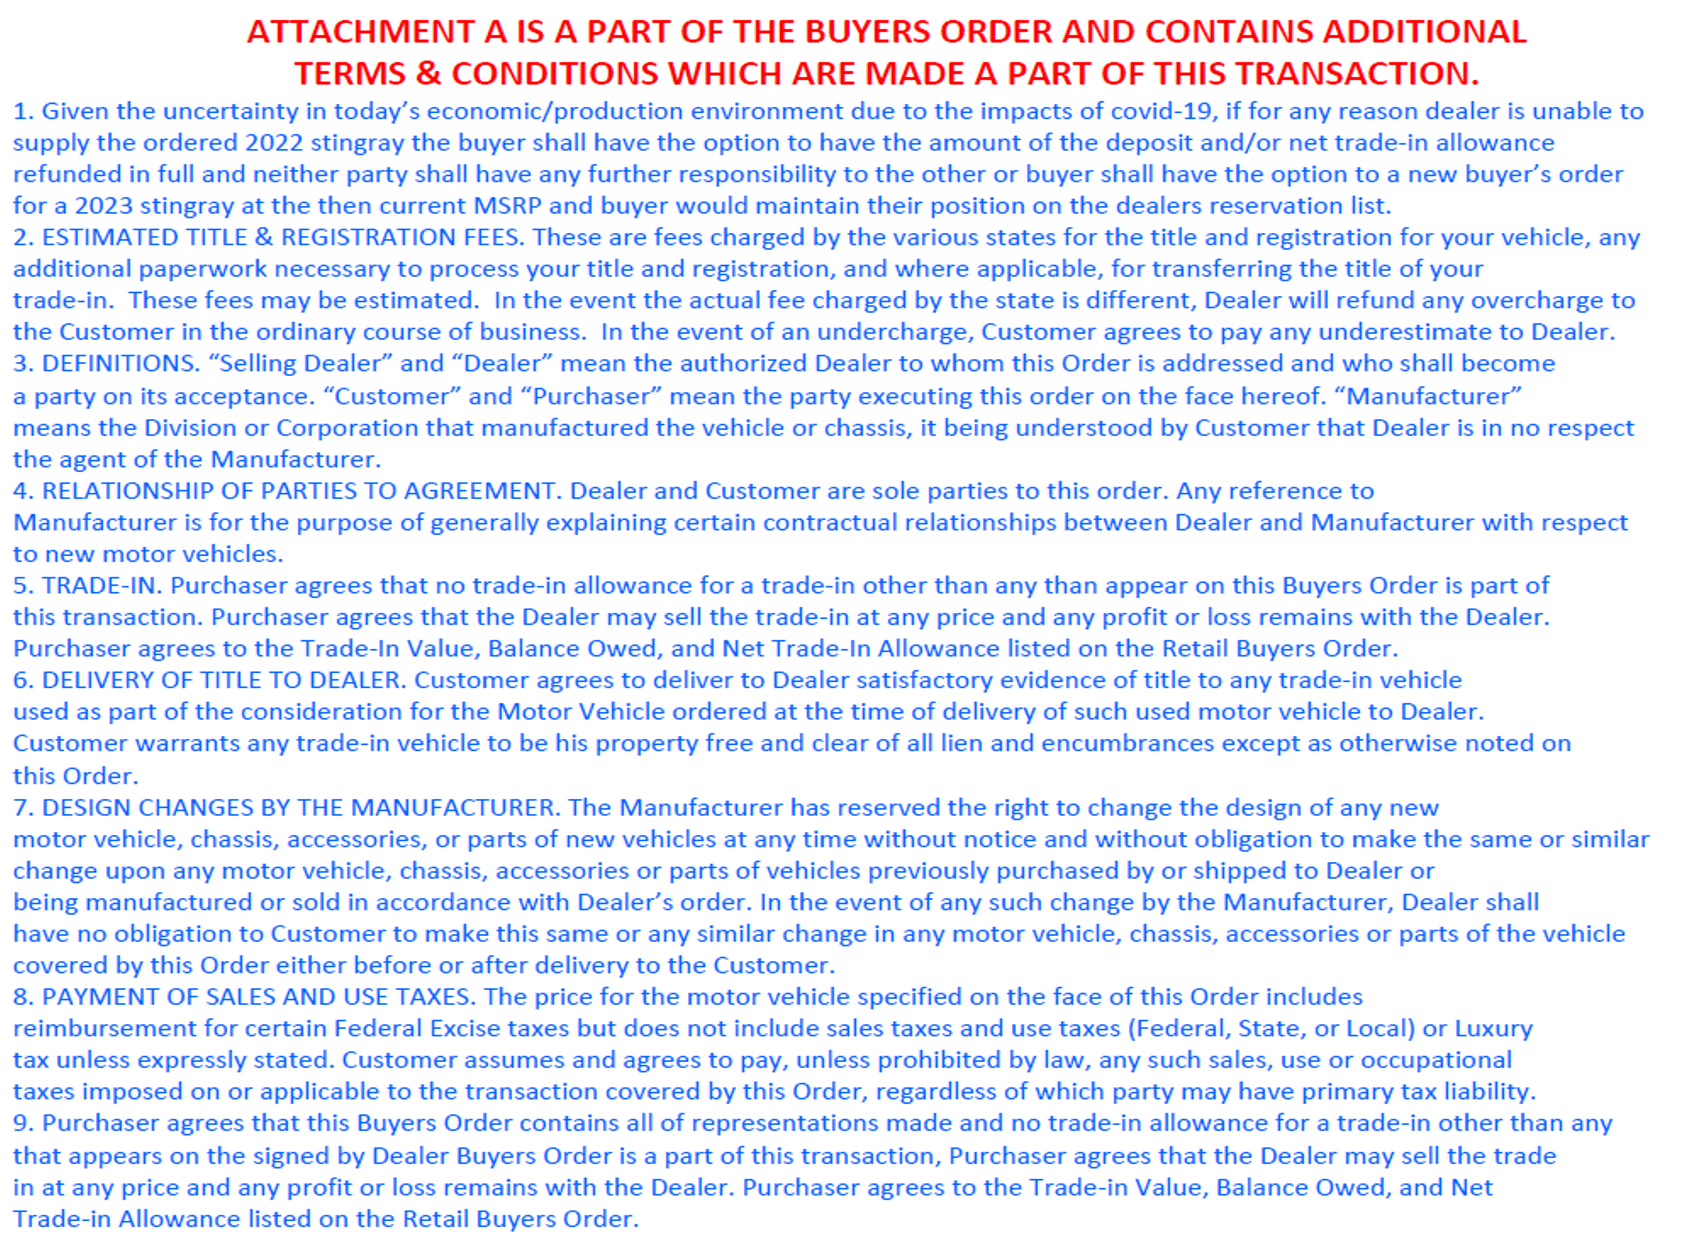 ATTACHMENT A IS A PART OF THE BUYERS ORDER AND CONTAINS ADDITIONAL
TERMS & CONDITIONS WHICH ARE MADE A PART OF THIS TRANSACTION.
1. Given the uncertainty in today’s economic/production environment due to the impacts of covid-19, if for any reason dealer is unable to
supply the ordered 2022 stingray the buyer shall have the option to have the amount of the deposit and/or net trade-in allowance
refunded in full and neither party shall have any further responsibility to the other or buyer shall have the option to a new buyer’s order
for a 2023 stingray at the then current MSRP and buyer would maintain their position on the dealers reservation list.
2. ESTIMATED TITLE & REGISTRATION FEES. These are fees charged by the various states for the title and registration for your vehicle, any
additional paperwork necessary to process your title and registration, and where applicable, for transferring the title of your
trade-in.  These fees may be estimated.  In the event the actual fee charged by the state is different, Dealer will refund any overcharge to
the Customer in the ordinary course of business.  In the event of an undercharge, Customer agrees to pay any underestimate to Dealer.
3. DEFINITIONS. “Selling Dealer” and “Dealer” mean the authorized Dealer to whom this Order is addressed and who shall become
a party on its acceptance. “Customer” and “Purchaser” mean the party executing this order on the face hereof. “Manufacturer”
means the Division or Corporation that manufactured the vehicle or chassis, it being understood by Customer that Dealer is in no respect
the agent of the Manufacturer.
4. RELATIONSHIP OF PARTIES TO AGREEMENT. Dealer and Customer are sole parties to this order. Any reference to
Manufacturer is for the purpose of generally explaining certain contractual relationships between Dealer and Manufacturer with respect
to new motor vehicles.
5. TRADE-IN. Purchaser agrees that no trade-in allowance for a trade-in other than any than appear on this Buyers Order is part of
this transaction. Purchaser agrees that the Dealer may sell the trade-in at any price and any profit or loss remains with the Dealer.
Purchaser agrees to the Trade-In Value, Balance Owed, and Net Trade-In Allowance listed on the Retail Buyers Order.
6. DELIVERY OF TITLE TO DEALER. Customer agrees to deliver to Dealer satisfactory evidence of title to any trade-in vehicle
used as part of the consideration for the Motor Vehicle ordered at the time of delivery of such used motor vehicle to Dealer.
Customer warrants any trade-in vehicle to be his property free and clear of all lien and encumbrances except as otherwise noted on
this Order.
7. DESIGN CHANGES BY THE MANUFACTURER. The Manufacturer has reserved the right to change the design of any new
motor vehicle, chassis, accessories, or parts of new vehicles at any time without notice and without obligation to make the same or similar
change upon any motor vehicle, chassis, accessories or parts of vehicles previously purchased by or shipped to Dealer or
being manufactured or sold in accordance with Dealer’s order. In the event of any such change by the Manufacturer, Dealer shall
have no obligation to Customer to make this same or any similar change in any motor vehicle, chassis, accessories or parts of the vehicle
covered by this Order either before or after delivery to the Customer.
8. PAYMENT OF SALES AND USE TAXES. The price for the motor vehicle specified on the face of this Order includes
reimbursement for certain Federal Excise taxes but does not include sales taxes and use taxes (Federal, State, or Local) or Luxury
tax unless expressly stated. Customer assumes and agrees to pay, unless prohibited by law, any such sales, use or occupational
taxes imposed on or applicable to the transaction covered by this Order, regardless of which party may have primary tax liability.
9. Purchaser agrees that this Buyers Order contains all of representations made and no trade-in allowance for a trade-in other than any
that appears on the signed by Dealer Buyers Order is a part of this transaction, Purchaser agrees that the Dealer may sell the trade
in at any price and any profit or loss remains with the Dealer. Purchaser agrees to the Trade-in Value, Balance Owed, and Net
Trade-in Allowance listed on the Retail Buyers Order.